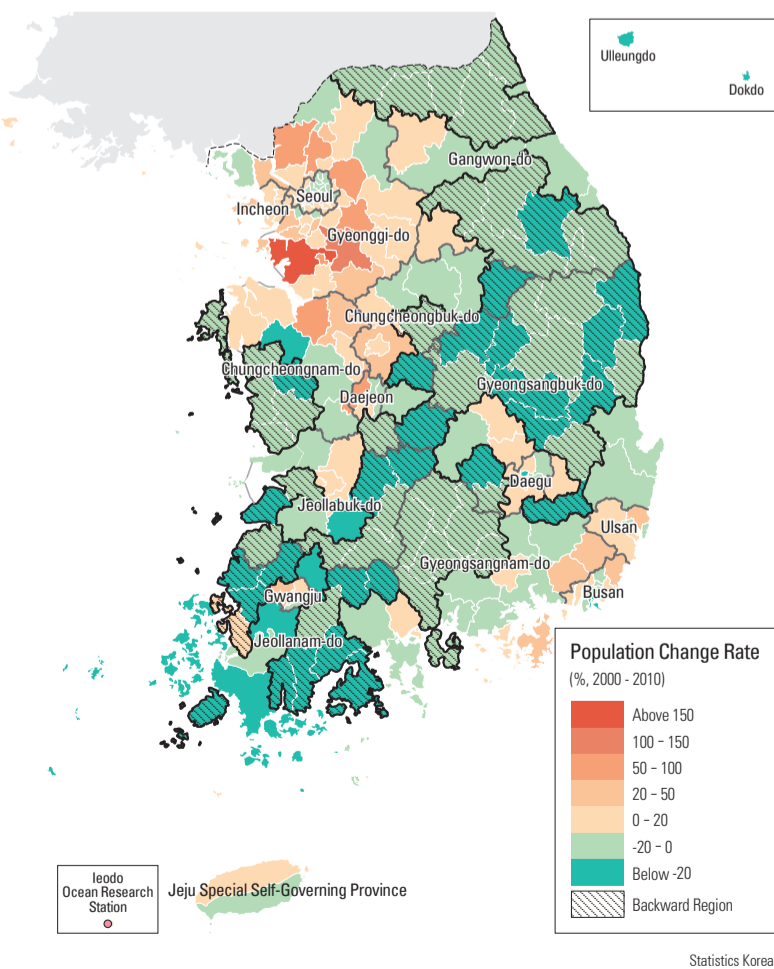 Ulleungdo
Dokdo
Gangwon-do
Seoul
Incheon
Gyeonggi-do
Chungcheongbuk-do
Chungcheongnam-do
Gyeongsangbuk-do
Daejeon
Daegu
Jeollabuk-do
Ulsan
Gyeongsangnam-do
Gwangju
Busan
Jeollanam-do
Population Change Rate
(%, 2000 - 2010)
Above 150
100 - 150
50 - 100
20 - 50
0 - 20
-20 - 0
Below -20
Backward Region
Ieodo
Ocean Research
Station
Jeju Special Self-Governing Province
Statistics Korea